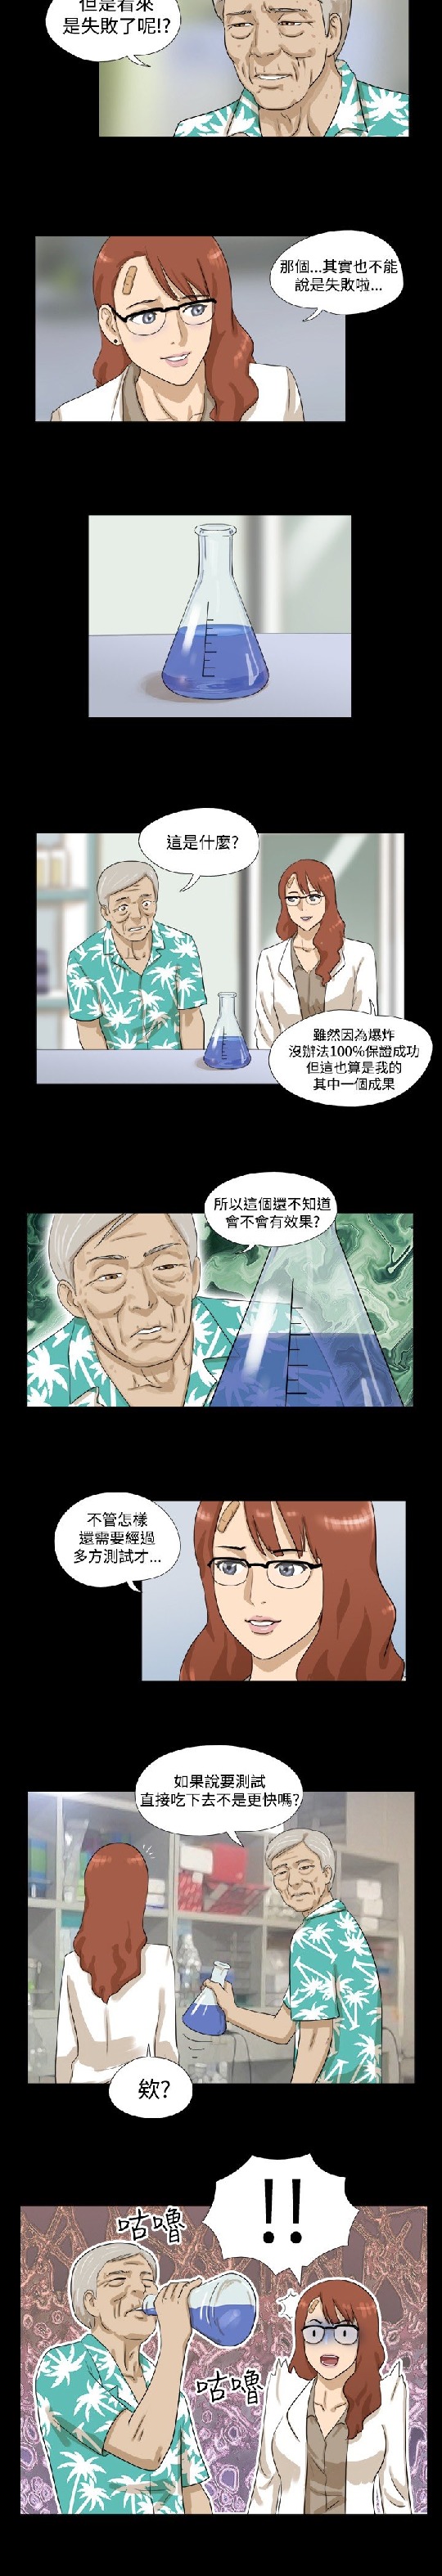 但是看來
是失敗了呢!?
那個...其實也不能
說是失敗啦...
這是什麼?
雖然因為爆炸
沒辦法100%保證成功
但這也算是我的
其中一個成果
所以這個還不知道
會不會有效果?
不管怎樣
還需要經過
多方測試才...
如果說要測試
直接吃下去不是更快嗎?
欸?
!!
咕嚕
咕嚕